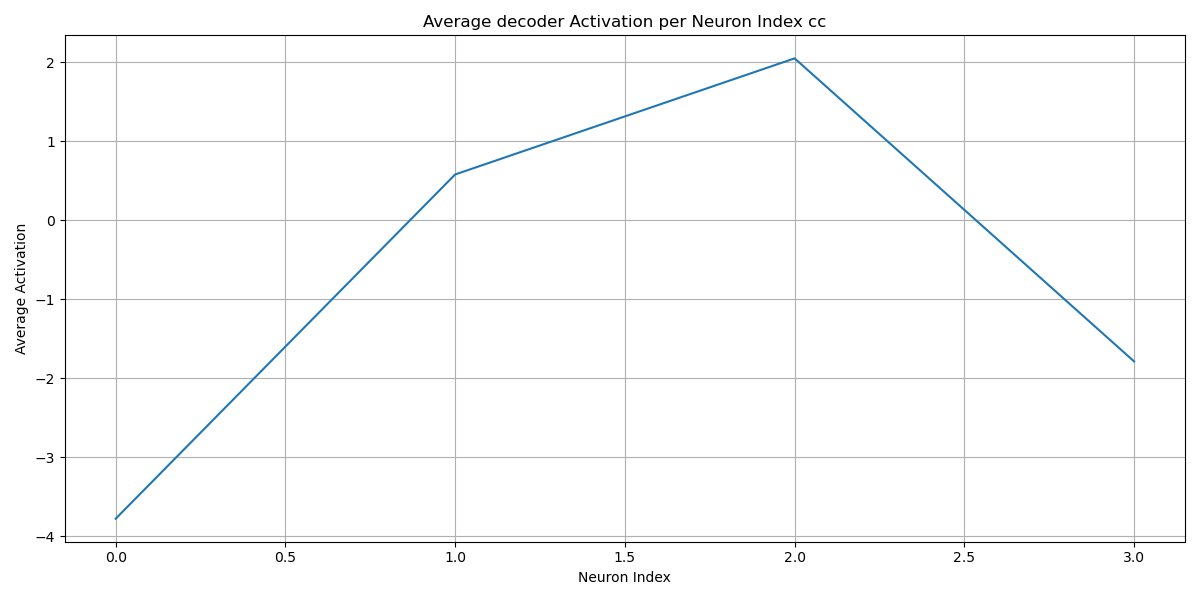 Average decoder Activation per Neuron Index cc
Average Activation
2
1
0
−1
−2
−3
−4
0.0 0.5 1.0 1.5 2.0 2.5 3.0
Neuron Index